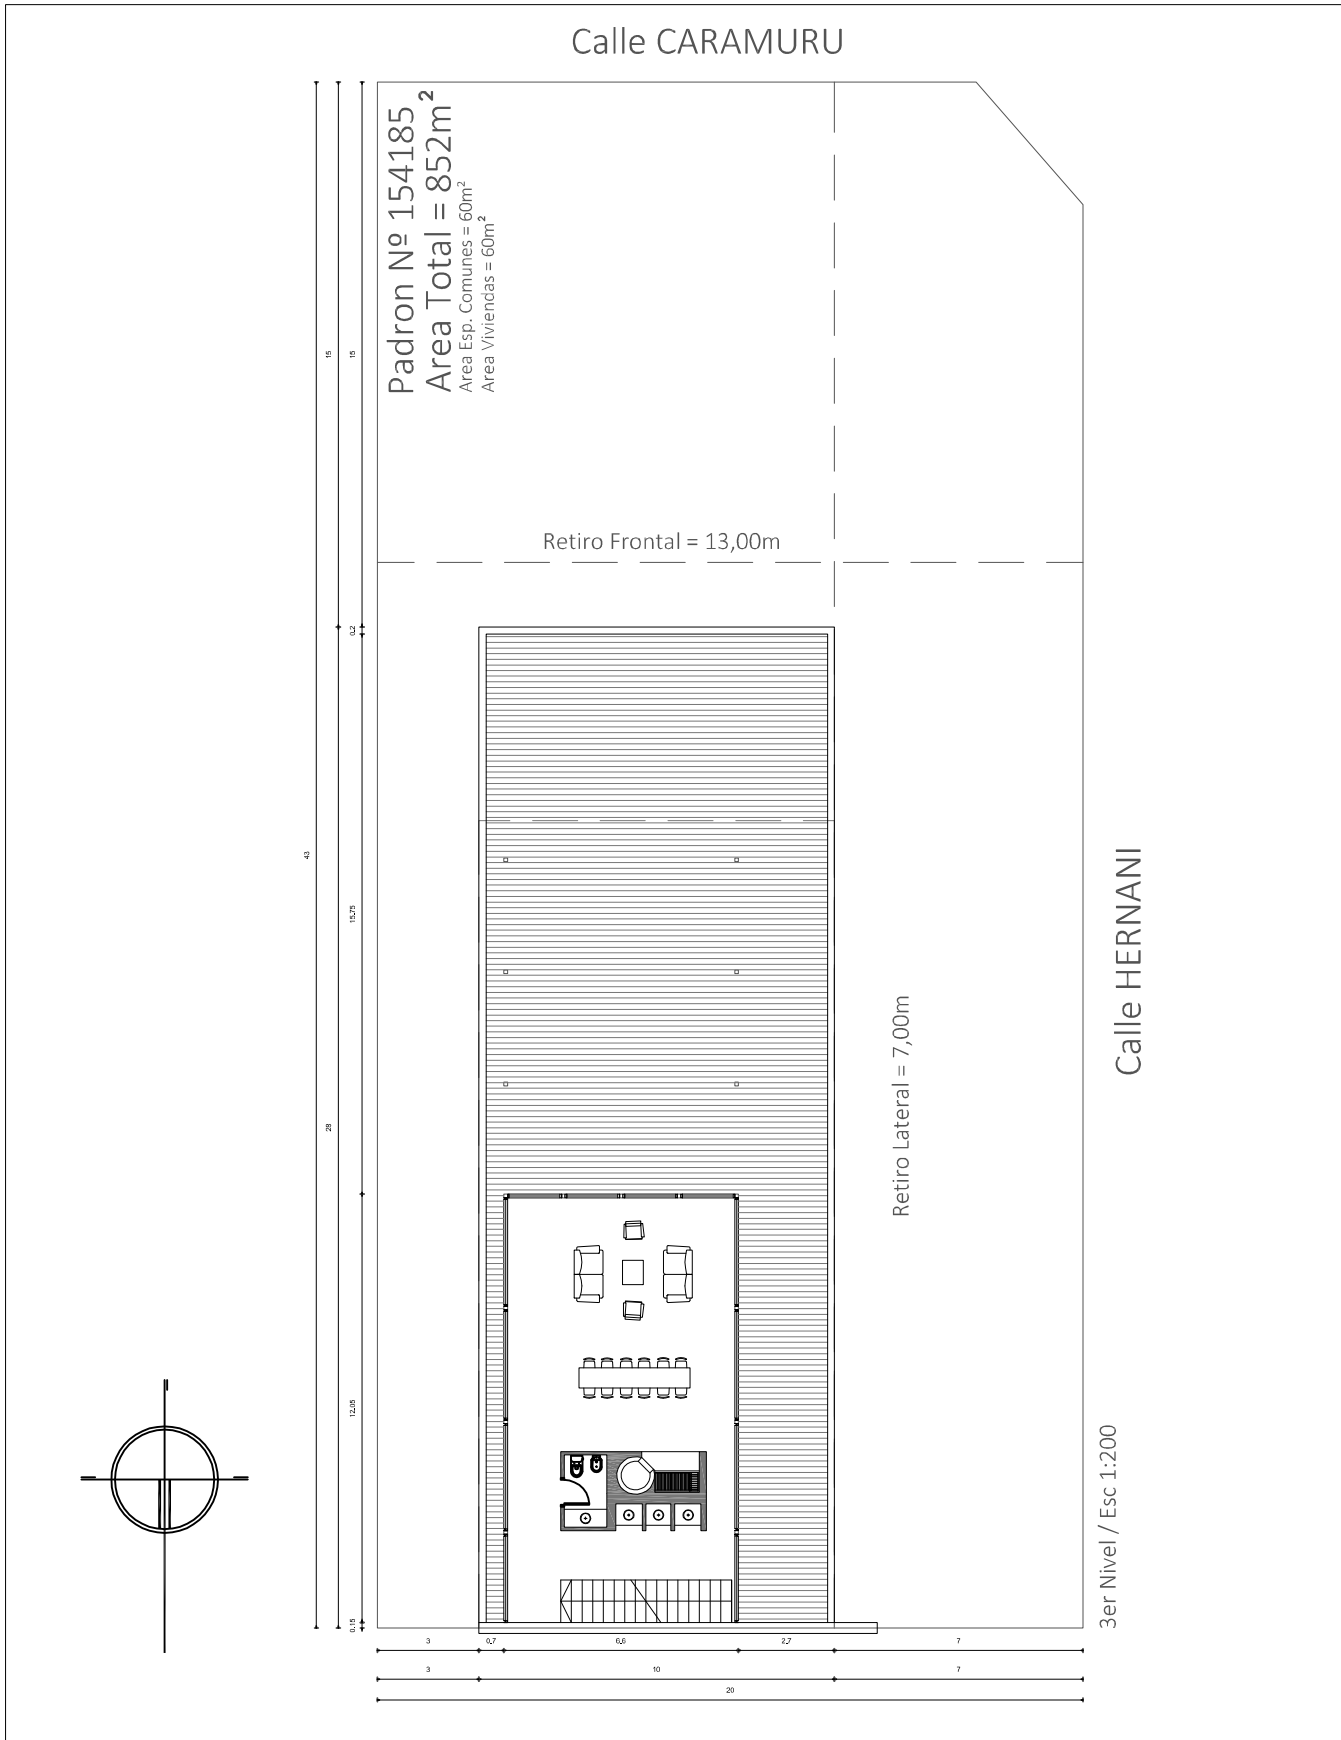 Calle CARAMURU
Padron Nº 154185
Area Total = 852m²
Area Esp. Comunes = 60m²
Area Viviendas = 60m²
15
15
Retiro Frontal = 13,00m
0.2
43
15.75
Calle HERNANI
Retiro Lateral = 7,00m
28
12.05
3er Nivel / Esc 1:200
0.15
3
0.7
6.6
2.7
7
3
10
7
20